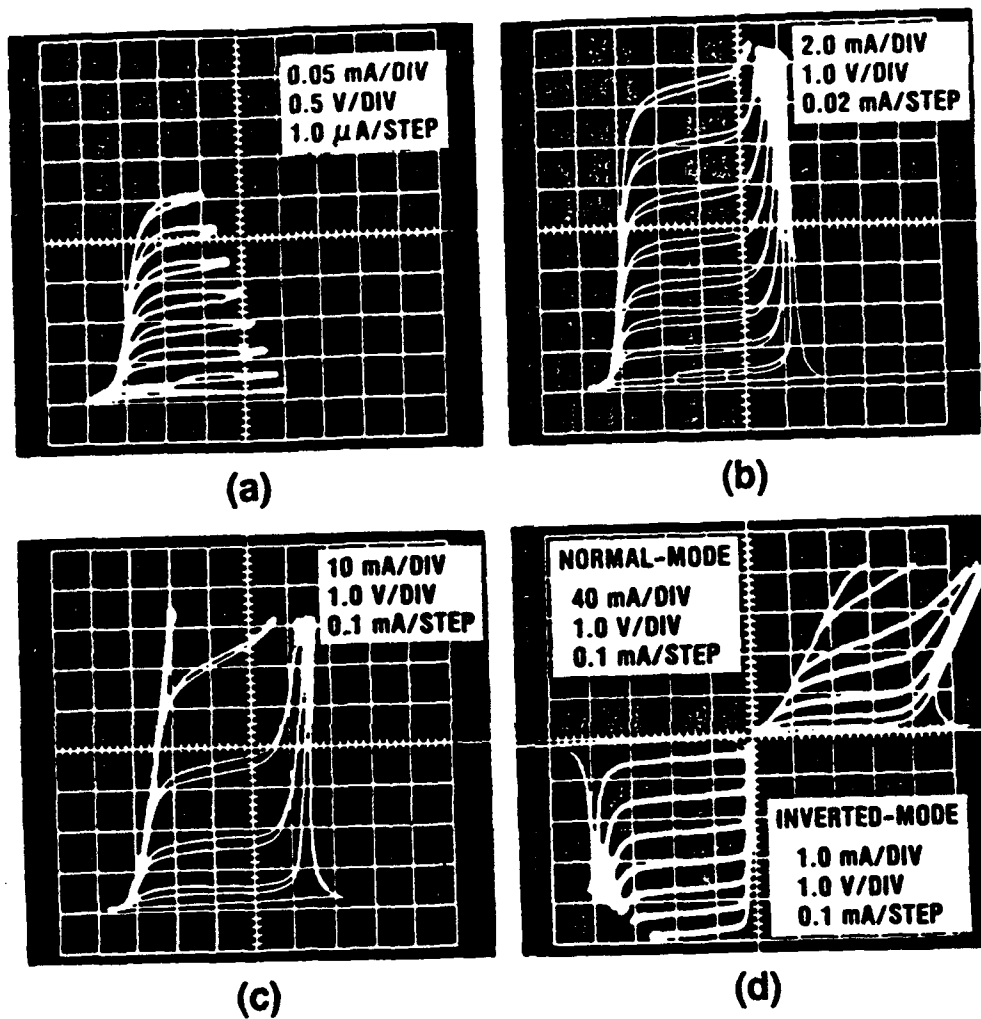 0.05 mA/DIV
0.5 V/DIV
1.0 μA/STEP
(a)
2.0 mA/DIV
1.0 V/DIV
0.02 mA/STEP
(b)
10 mA/DIV
1.0 V/DIV
0.1 mA/STEP
(c)
NORMAL-MODE
40 mA/DIV
1.0 V/DIV
0.1 mA/STEP
INVERTED-MODE
1.0 mA/DIV
1.0 V/DIV
0.1 mA/STEP
(d)